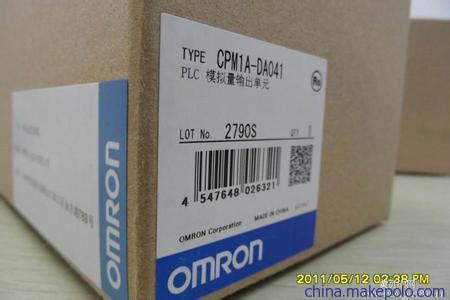 TYPE CPM1A-DA041
PLC 模拟量输出单元
LOT No. 2790S QTY 1
4 547648 026321
OMRON Corporation MADE IN CHINA
OMRON
OMRON
2011/05/12 02:38 PM
china.makepolo.com